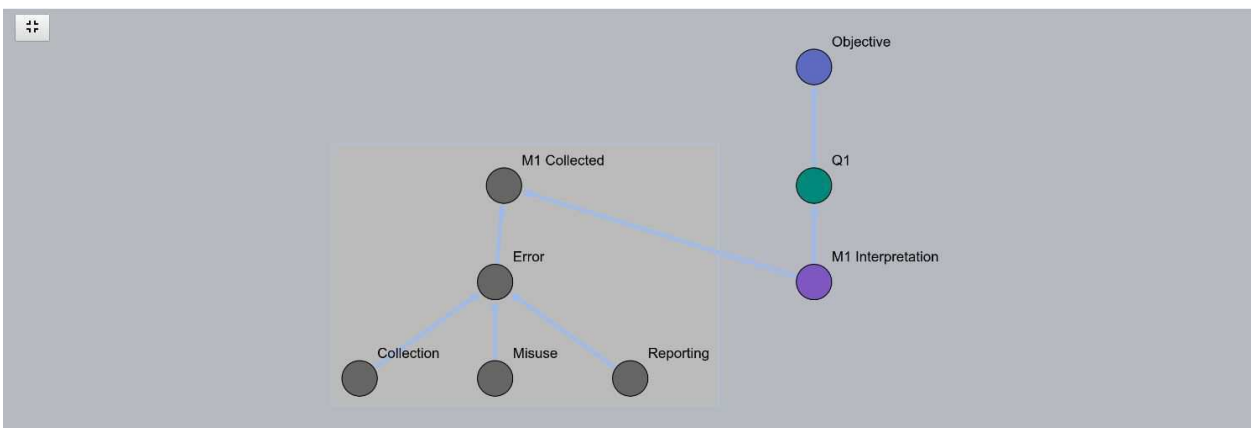 Objective
M1 Collected
Q1
Error
M1 Interpretation
Collection
Misuse
Reporting